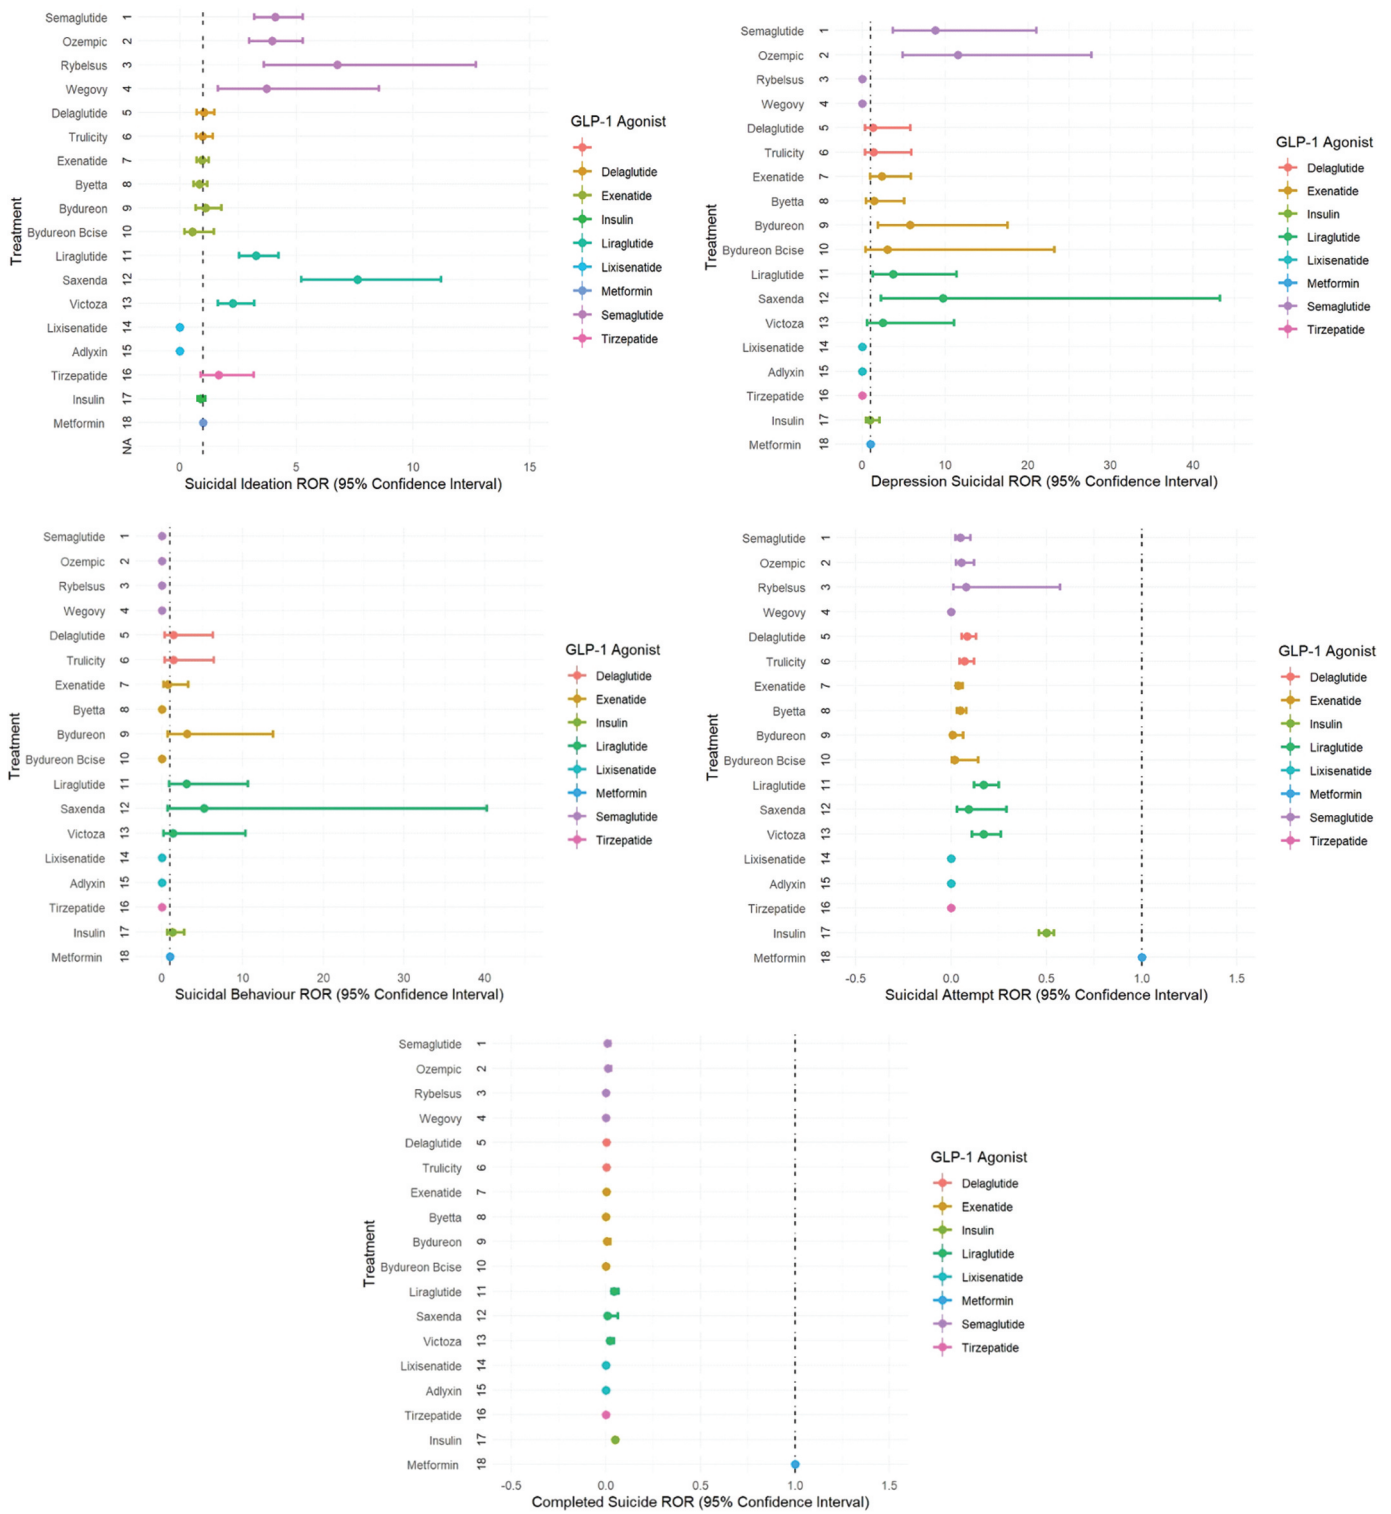 Treatment
Semaglutide 1
Ozempic 2
Rybelsus 3
Wegovy 4
Delaglutide 5
Trulicity 6
Exenatide 7
Byetta 8
Bydureon 9
Bydureon Bcise 10
Liraglutide 11
Saxenda 12
Victoza 13
Lixisenatide 14
Adlyxin 15
Tirzepatide 16
Insulin 17
Metformin 18
NA
0 5 10 15
Suicidal Ideation ROR (95% Confidence Interval)
GLP-1 Agonist
Delaglutide
Exenatide
Insulin
Liraglutide
Lixisenatide
Metformin
Semaglutide
Tirzepatide
Treatment
Semaglutide 1
Ozempic 2
Rybelsus 3
Wegovy 4
Delaglutide 5
Trulicity 6
Exenatide 7
Byetta 8
Bydureon 9
Bydureon Bcise 10
Liraglutide 11
Saxenda 12
Victoza 13
Lixisenatide 14
Adlyxin 15
Tirzepatide 16
Insulin 17
Metformin 18
0 10 20 30 40
Depression Suicidal ROR (95% Confidence Interval)
GLP-1 Agonist
Delaglutide
Exenatide
Insulin
Liraglutide
Lixisenatide
Metformin
Semaglutide
Tirzepatide
Treatment
Semaglutide 1
Ozempic 2
Rybelsus 3
Wegovy 4
Delaglutide 5
Trulicity 6
Exenatide 7
Byetta 8
Bydureon 9
Bydureon Bcise 10
Liraglutide 11
Saxenda 12
Victoza 13
Lixisenatide 14
Adlyxin 15
Tirzepatide 16
Insulin 17
Metformin 18
0 10 20 30 40
Suicidal Behaviour ROR (95% Confidence Interval)
GLP-1 Agonist
Delaglutide
Exenatide
Insulin
Liraglutide
Lixisenatide
Metformin
Semaglutide
Tirzepatide
Treatment
Semaglutide 1
Ozempic 2
Rybelsus 3
Wegovy 4
Delaglutide 5
Trulicity 6
Exenatide 7
Byetta 8
Bydureon 9
Bydureon Bcise 10
Liraglutide 11
Saxenda 12
Victoza 13
Lixisenatide 14
Adlyxin 15
Tirzepatide 16
Insulin 17
Metformin 18
-0.5 0.0 0.5 1.0 1.5
Suicidal Attempt ROR (95% Confidence Interval)
GLP-1 Agonist
Delaglutide
Exenatide
Insulin
Liraglutide
Lixisenatide
Metformin
Semaglutide
Tirzepatide
Treatment
Semaglutide 1
Ozempic 2
Rybelsus 3
Wegovy 4
Delaglutide 5
Trulicity 6
Exenatide 7
Byetta 8
Bydureon 9
Bydureon Bcise 10
Liraglutide 11
Saxenda 12
Victoza 13
Lixisenatide 14
Adlyxin 15
Tirzepatide 16
Insulin 17
Metformin 18
-0.5 0.0 0.5 1.0 1.5
Completed Suicide ROR (95% Confidence Interval)
GLP-1 Agonist
Delaglutide
Exenatide
Insulin
Liraglutide
Lixisenatide
Metformin
Semaglutide
Tirzepatide